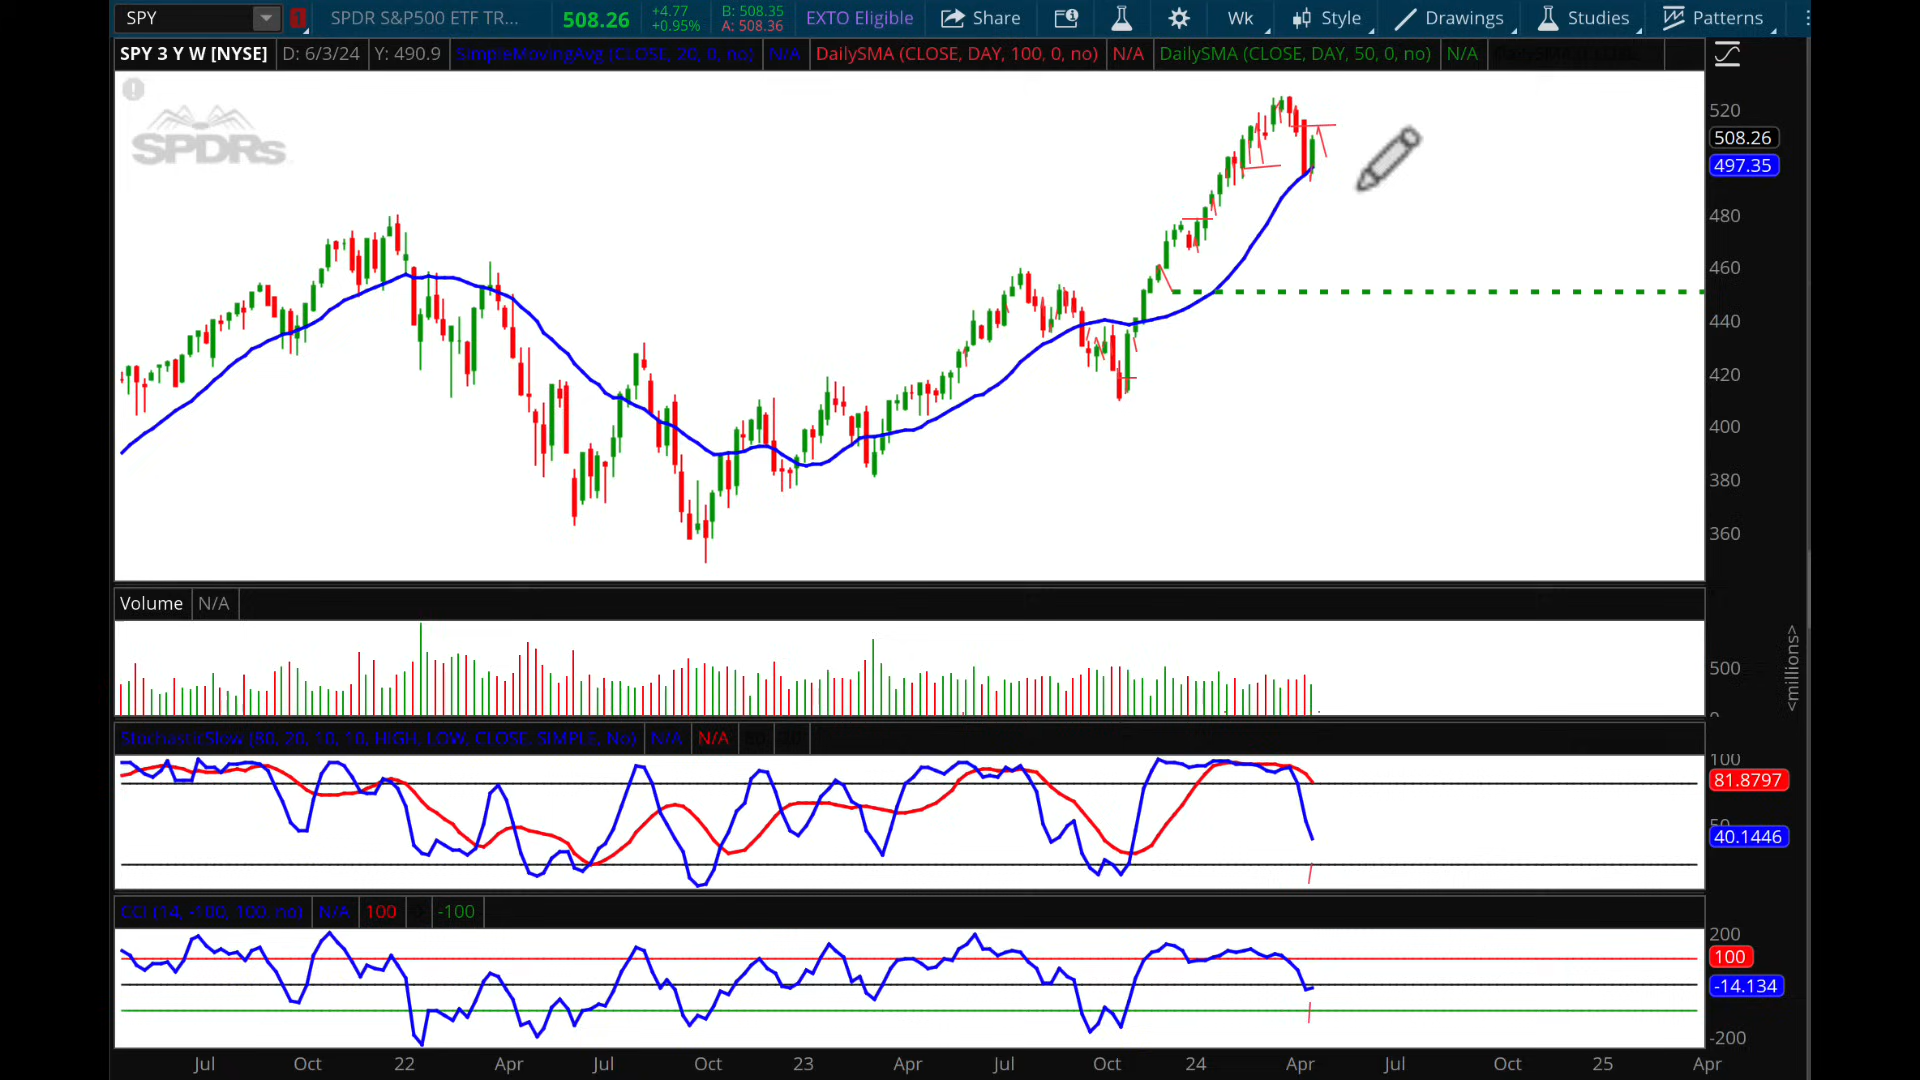 SPY 1 SPDR S&P500 ETF TR... 508.26 +4.77 +0.95% B: 508.35 A: 508.36 EXTO Eligible Share Wk Style Drawings Studies Patterns
SPY 3 Y W [NYSE] D: 6/3/24 Y: 490.9 SimpleMovingAvg (CLOSE, 20, 0, no) N/A DailySMA (CLOSE, DAY, 100, 0, no) N/A DailySMA (CLOSE, DAY, 50, 0, no) N/A
SPDRs
520
508.26
497.35
480
460
440
420
400
380
360
Volume N/A
500
0
<millions>
StochasticSlow (80, 20, 10, 10, HIGH, LOW, CLOSE, SIMPLE, No) N/A N/A 80
100
81.8797
50
40.1446
CCI (14, -100, 100, no) N/A 100 -100
200
100
-14.134
-200
Jul Oct 22 Apr Jul Oct 23 Apr Jul Oct 24 Apr Jul Oct 25 Apr